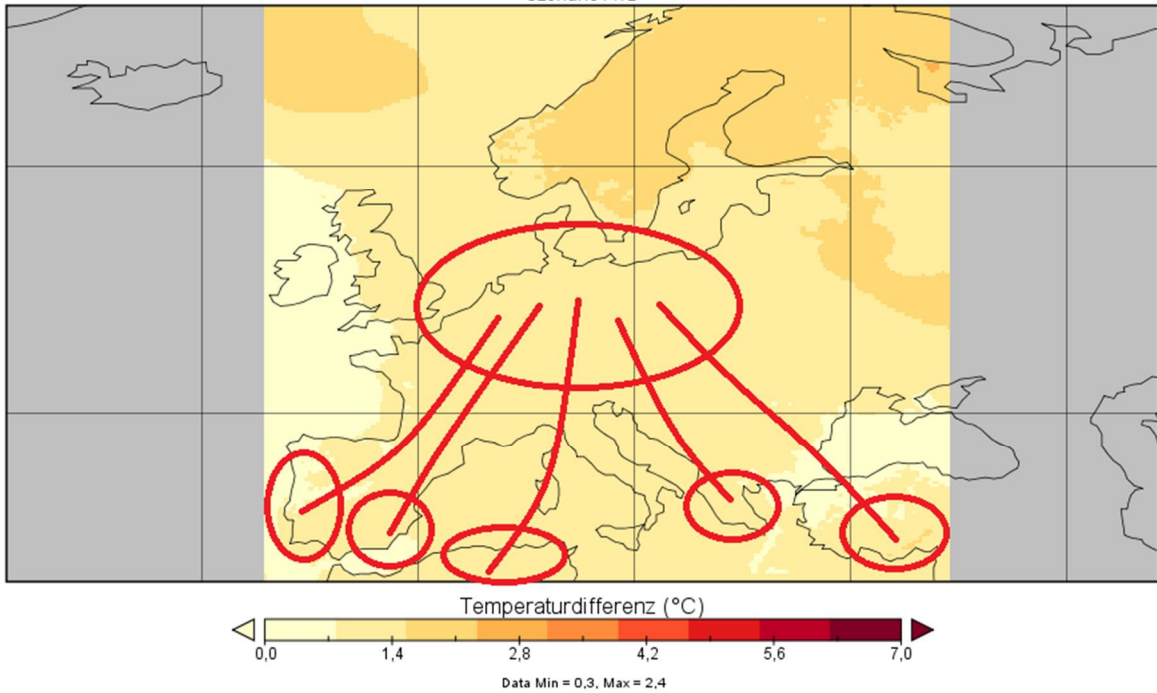 Temperaturdifferenz (°C)
0,0 1,4 2,8 4,2 5,6 7,0
Data Min = 0,3, Max = 2,4